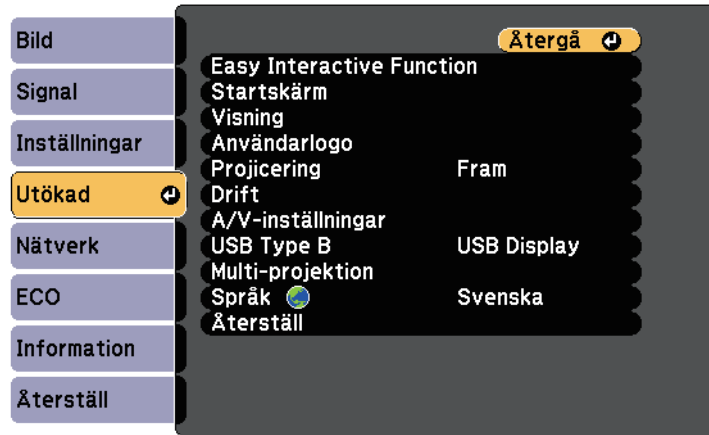 Bild
Signal
Inställningar
Utökad
Nätverk
ECO
Information
Återställ
Återgå
Easy Interactive Function
Startskärm
Visning
Användarlogo
Projicering Fram
Drift
A/V-inställningar
USB Type B USB Display
Multi-projektion
Språk Svenska
Återställ